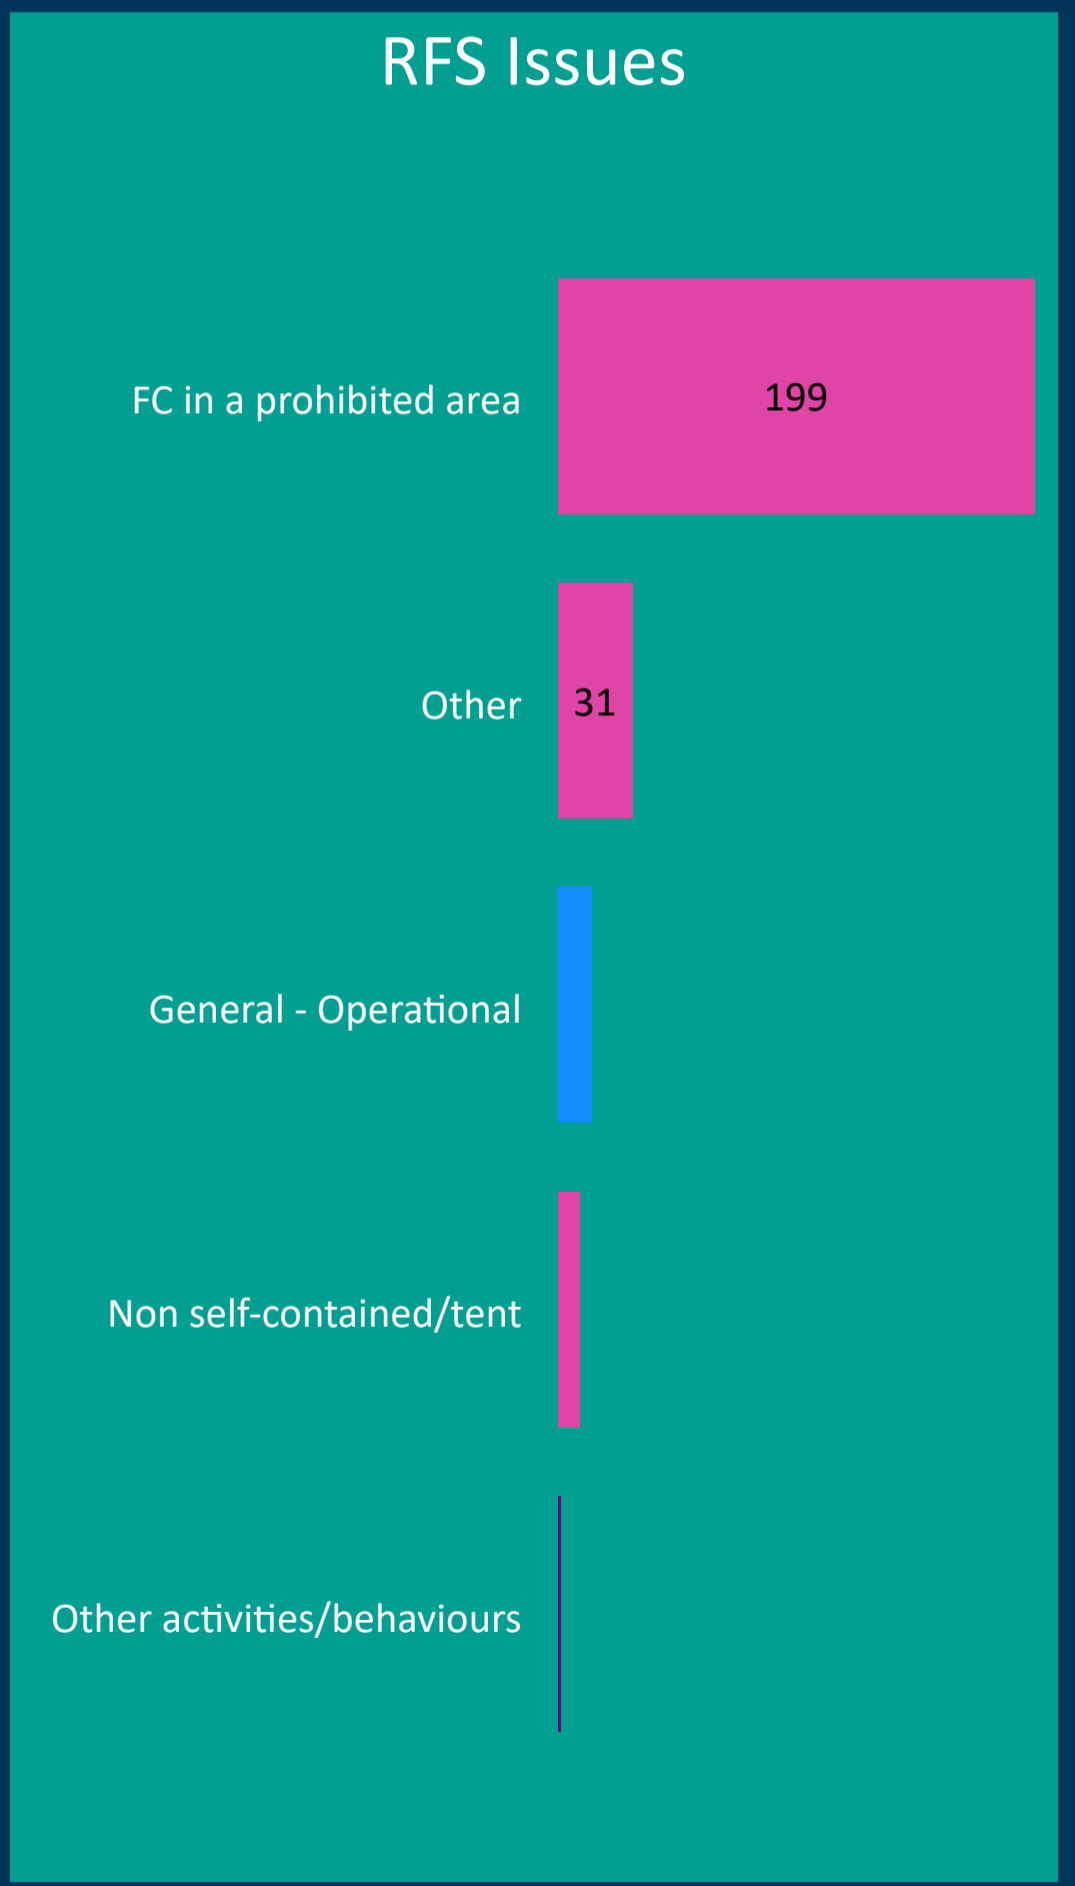 RFS Issues
FC in a prohibited area
199
Other
31
General - Operational
Non self-contained/tent
Other activities/behaviours